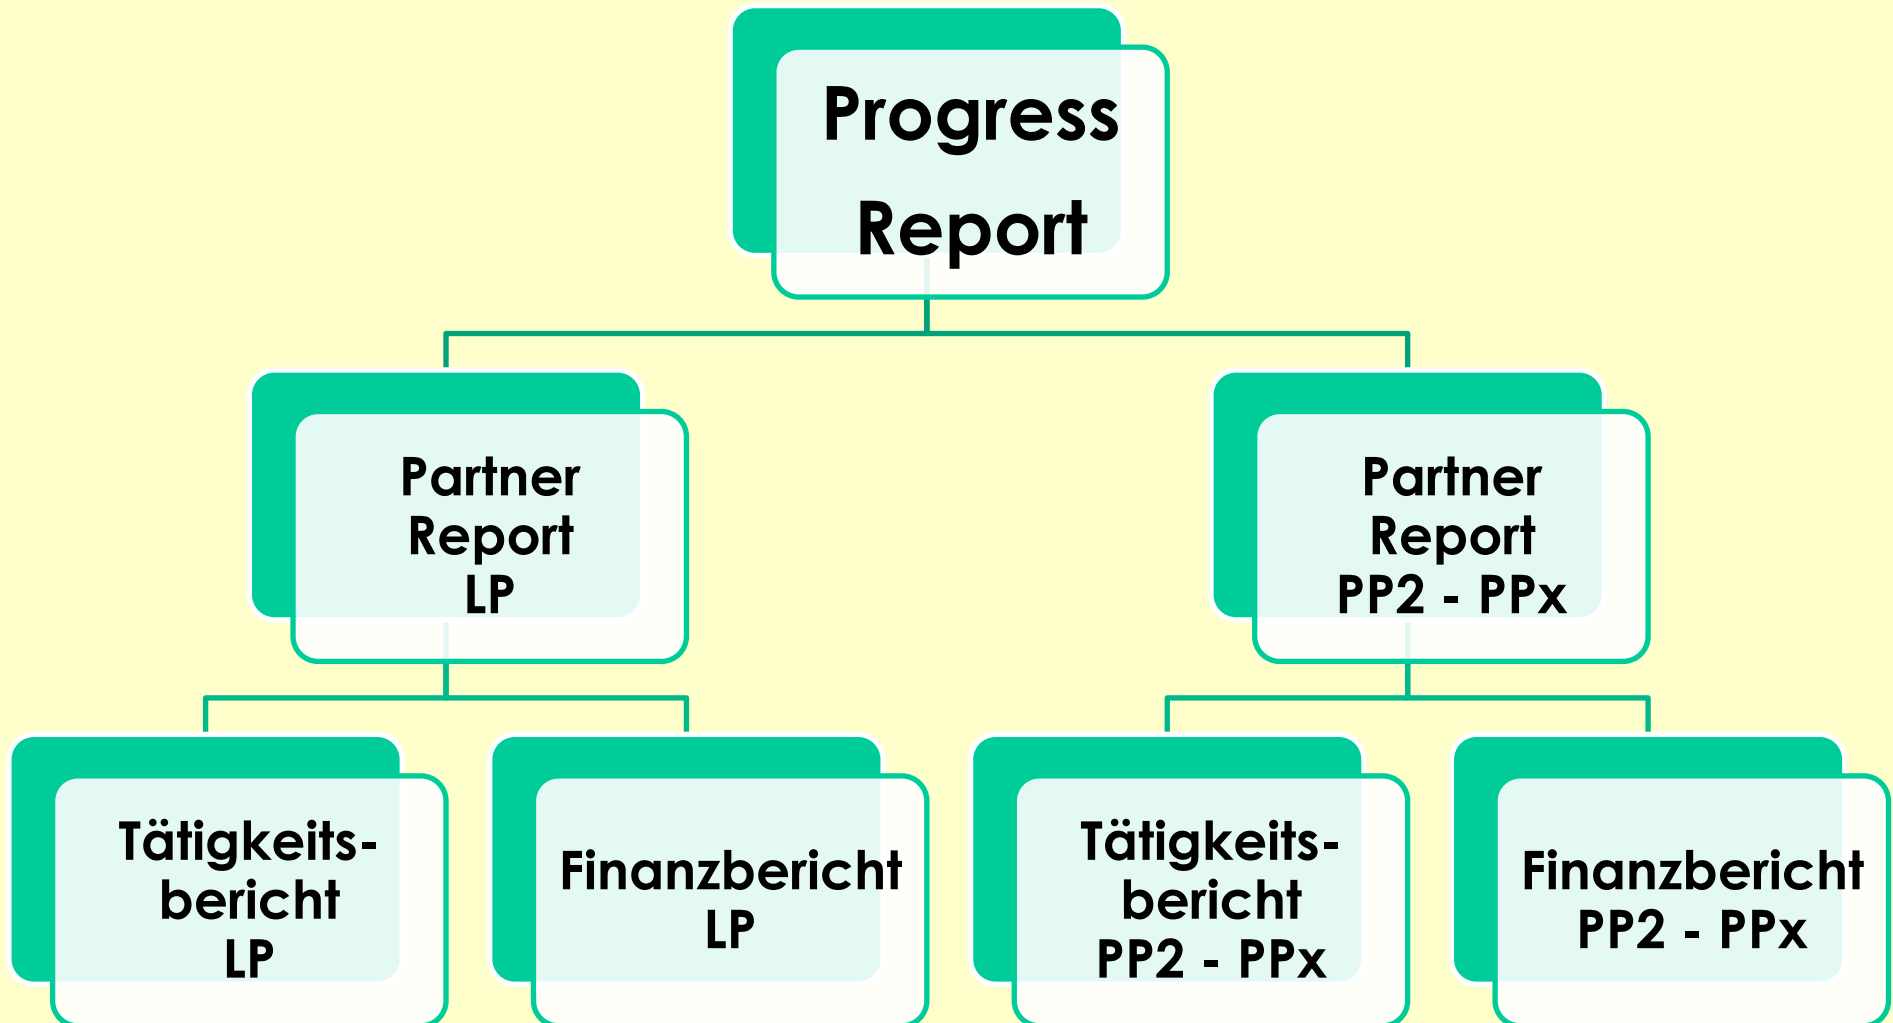 Progress
Report
Partner
Report
LP
Partner
Report
PP2 - PPx
Tätigkeits-
bericht
LP
Finanzbericht
LP
Tätigkeits-
bericht
PP2 - PPx
Finanzbericht
PP2 - PPx